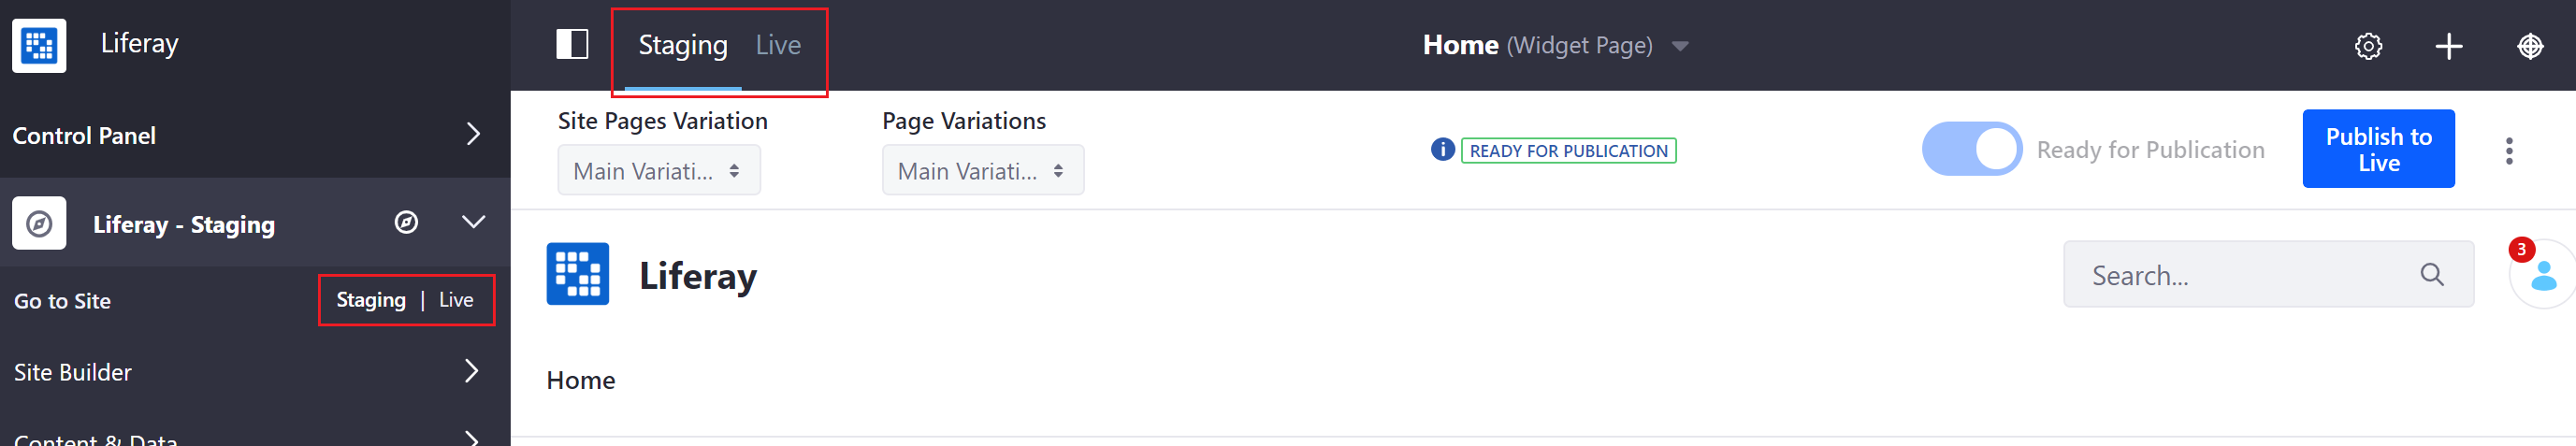 Liferay
Control Panel
Liferay - Staging
Go to Site
Staging | Live
Site Builder
Content & Data
Staging Live
Home (Widget Page)
Site Pages Variation
Main Variati...
Page Variations
Main Variati...
READY FOR PUBLICATION
Ready for Publication
Publish to
Live
Liferay
Search...
3
Home